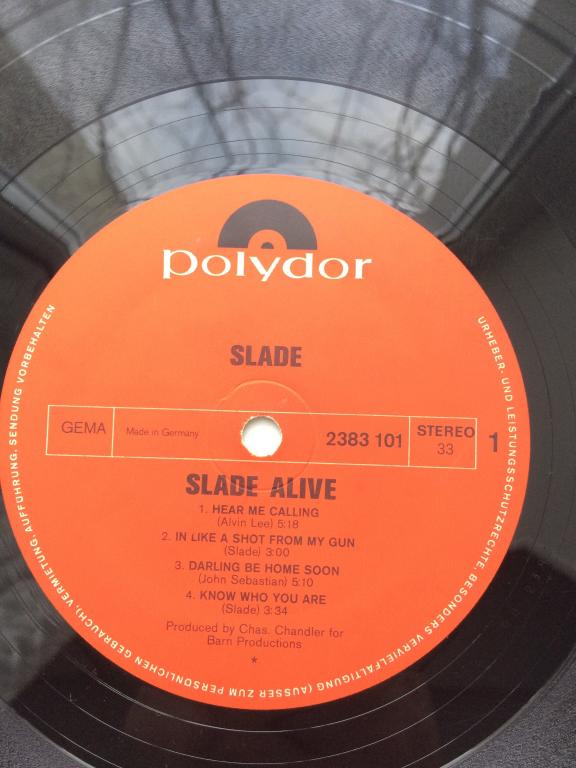 polydor
SLADE
GEMA
Made in Germany
2383 101
STEREO
33
1
SLADE ALIVE
1. HEAR ME CALLING
(Alvin Lee) 5:18
2. IN LIKE A SHOT FROM MY GUN
(Slade) 3:00
3. DARLING BE HOME SOON
(John Sebastian) 5:10
4. KNOW WHO YOU ARE
(Slade) 3:34
Produced by Chas. Chandler for
Barn Productions
*
URHEBER- UND LEISTUNGSSCHUTZRECHTE, BESONDERS VERVIELFÄLTIGUNG (AUSSER ZUM PERSÖNLICHEN GEBRAUCH), VERMIETUNG, AUFFÜHRUNG, SENDUNG VORBEHALTEN